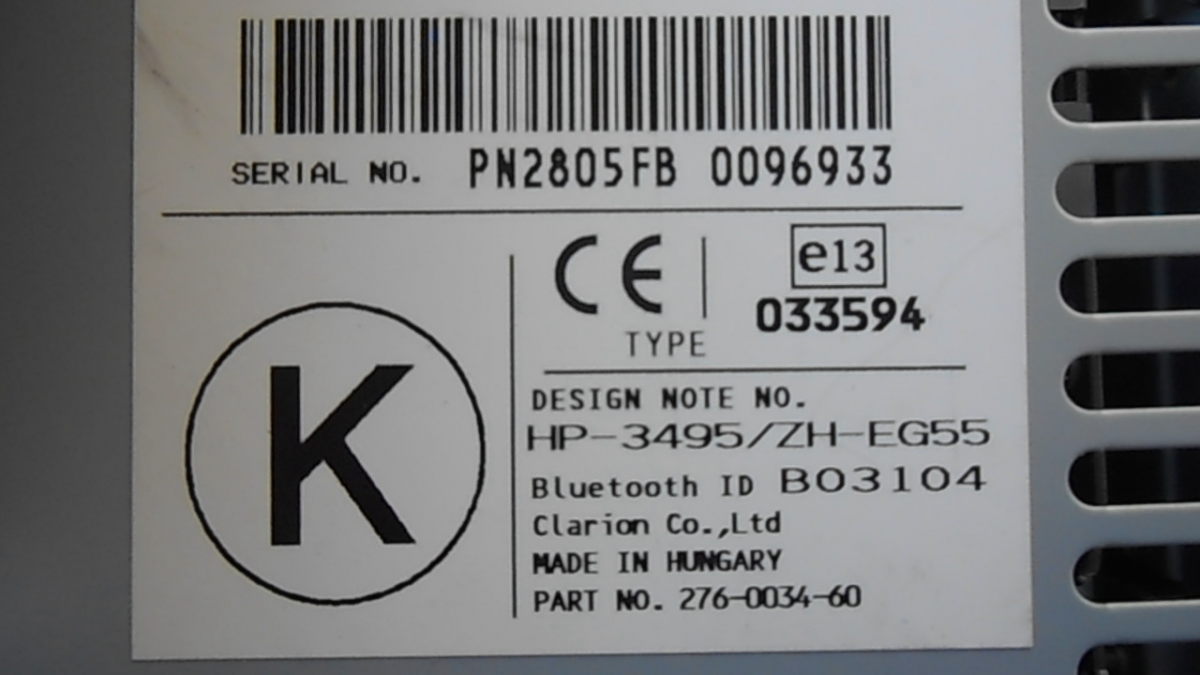 SERIAL NO. PN2805FB 0096933
K
CE
e13
033594
TYPE
DESIGN NOTE NO.
HP-3495/ZH-EG55
Bluetooth ID B03104
Clarion Co.,Ltd
MADE IN HUNGARY
PART NO. 276-0034-60